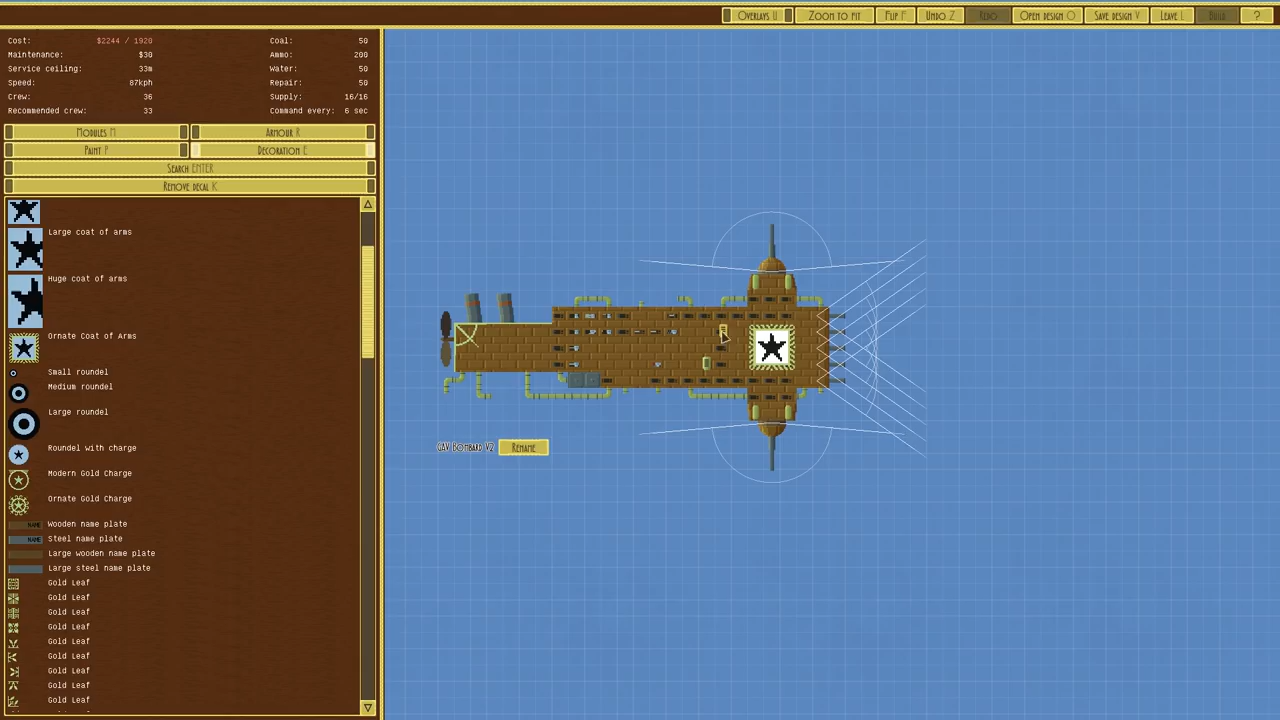 Overlays U Zoom to fit Flip F Undo Z Redo Open design O Save design V Leave L Build ?
Cost: $2244 / 1920 Coal: 50
Maintenance: $30 Ammo: 200
Service ceiling: 33m Water: 50
Speed: 87kph Repair: 50
Crew: 36 Supply: 16/16
Recommended crew: 33 Command every: 6 sec
Modules M Armour R
Paint P Decoration E
Search ENTER
Remove decal K
Large coat of arms
Huge coat of arms
Ornate Coat of Arms
Small roundel
Medium roundel
Large roundel
Roundel with charge
Modern Gold Charge
Ornate Gold Charge
NAME Wooden name plate
NAME Steel name plate
Large wooden name plate
Large steel name plate
Gold Leaf
Gold Leaf
Gold Leaf
Gold Leaf
Gold Leaf
Gold Leaf
Gold Leaf
Gold Leaf
Gold Leaf
Bombard V2 Rename